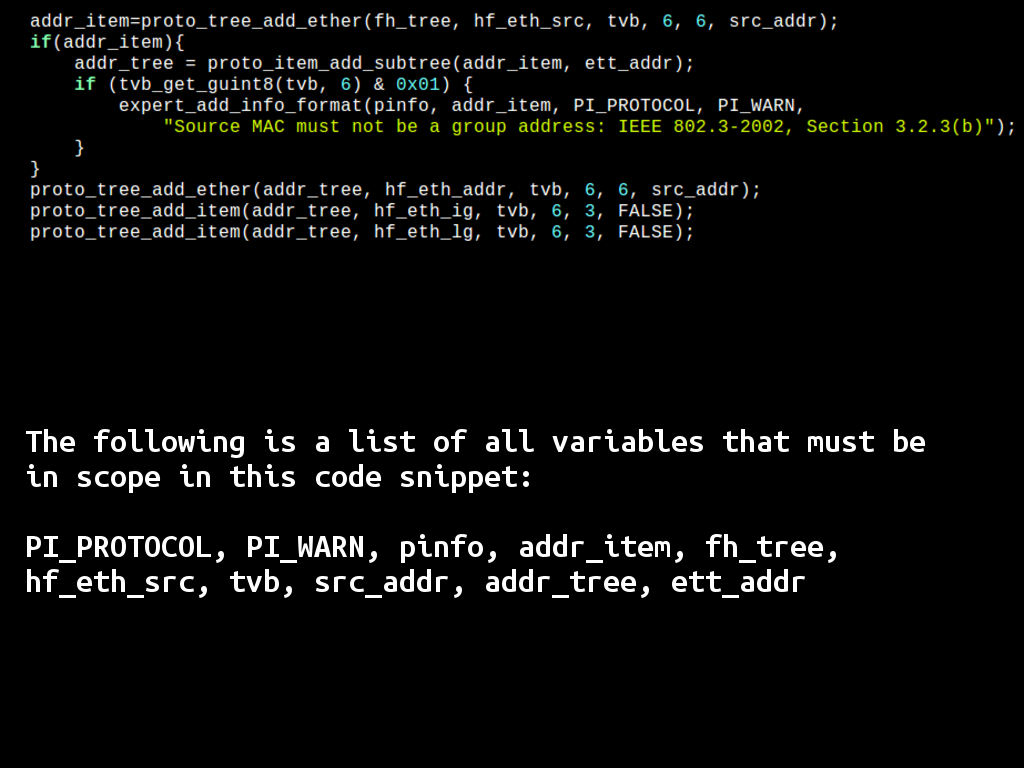 addr_item=proto_tree_add_ether(fh_tree, hf_eth_src, tvb, 6, 6, src_addr);
if(addr_item){
    addr_tree = proto_item_add_subtree(addr_item, ett_addr);
    if (tvb_get_guint8(tvb, 6) & 0x01) {
        expert_add_info_format(pinfo, addr_item, PI_PROTOCOL, PI_WARN,
            "Source MAC must not be a group address: IEEE 802.3-2002, Section 3.2.3(b)");
    }
}
proto_tree_add_ether(addr_tree, hf_eth_addr, tvb, 6, 6, src_addr);
proto_tree_add_item(addr_tree, hf_eth_ig, tvb, 6, 3, FALSE);
proto_tree_add_item(addr_tree, hf_eth_lg, tvb, 6, 3, FALSE);
The following is a list of all variables that must be
in scope in this code snippet:
PI_PROTOCOL, PI_WARN, pinfo, addr_item, fh_tree,
hf_eth_src, tvb, src_addr, addr_tree, ett_addr